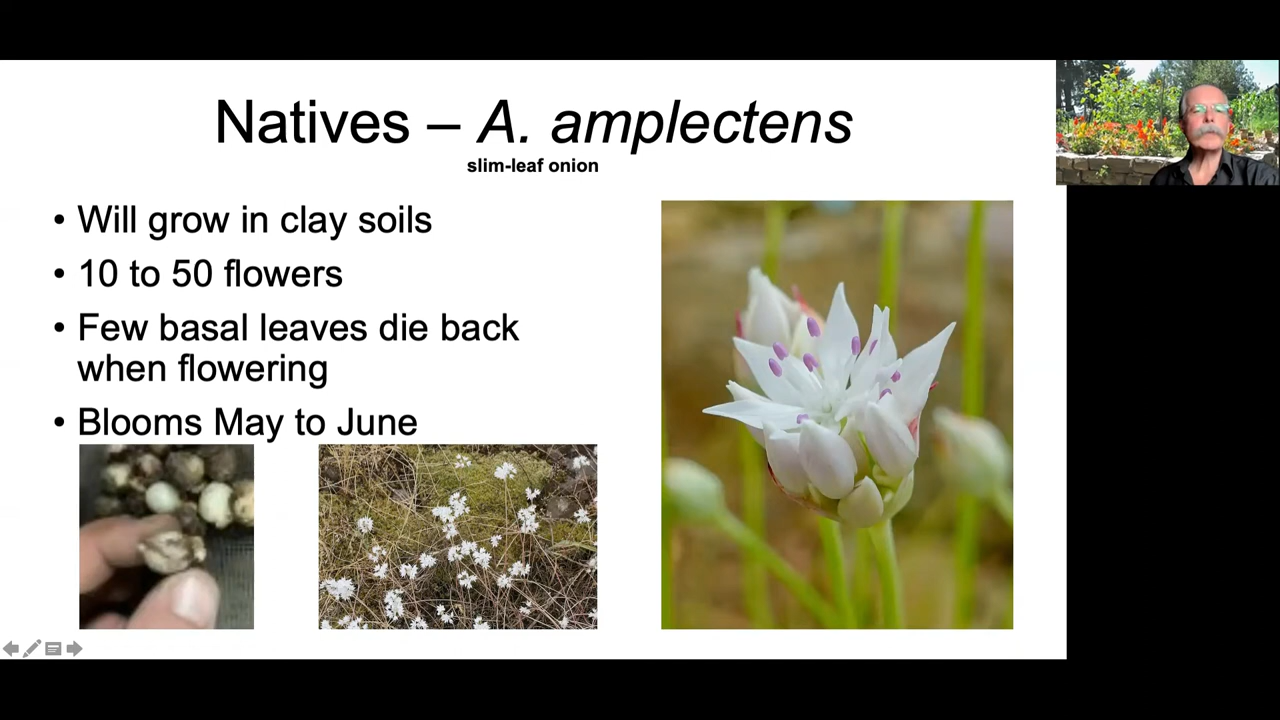 Natives – A. amplectens
slim-leaf onion
• Will grow in clay soils
• 10 to 50 flowers
• Few basal leaves die back
when flowering
• Blooms May to June